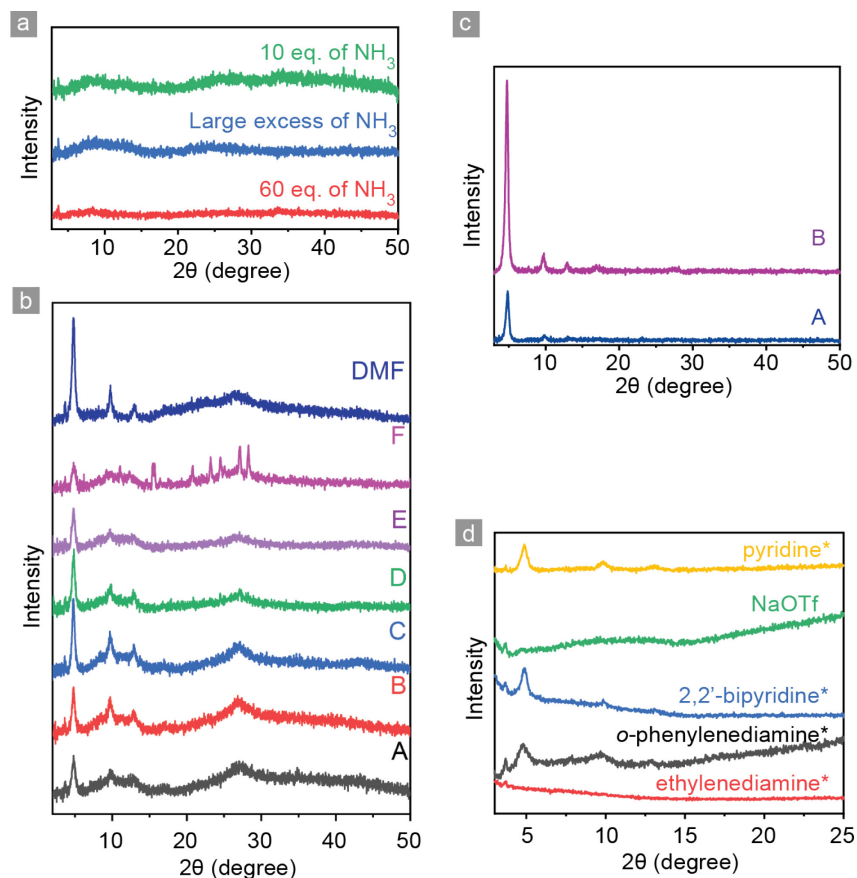 a
10 eq. of NH3
Large excess of NH3
60 eq. of NH3
Intensity
10 20 30 40 50
2θ (degree)
b
DMF
F
E
D
C
B
A
Intensity
10 20 30 40 50
2θ (degree)
c
B
A
Intensity
10 20 30 40 50
2θ (degree)
d
pyridine*
NaOTf
2,2'-bipyridine*
o-phenylenediamine*
ethylenediamine*
Intensity
5 10 15 20 25
2θ (degree)